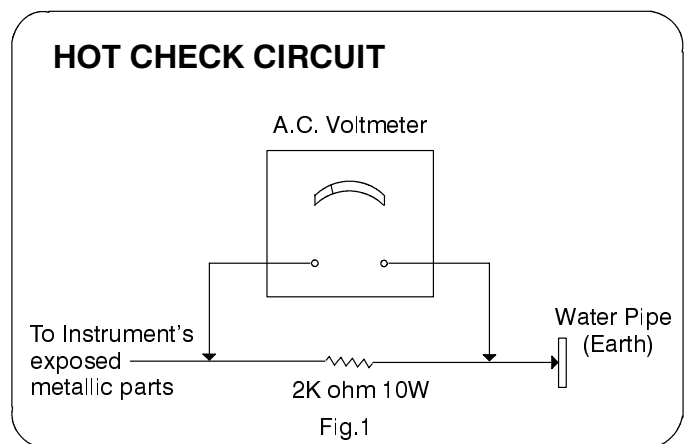 HOT CHECK CIRCUIT
A.C. Voltmeter
To Instrument's
exposed
metallic parts
2K ohm 10W
Water Pipe
(Earth)
Fig.1